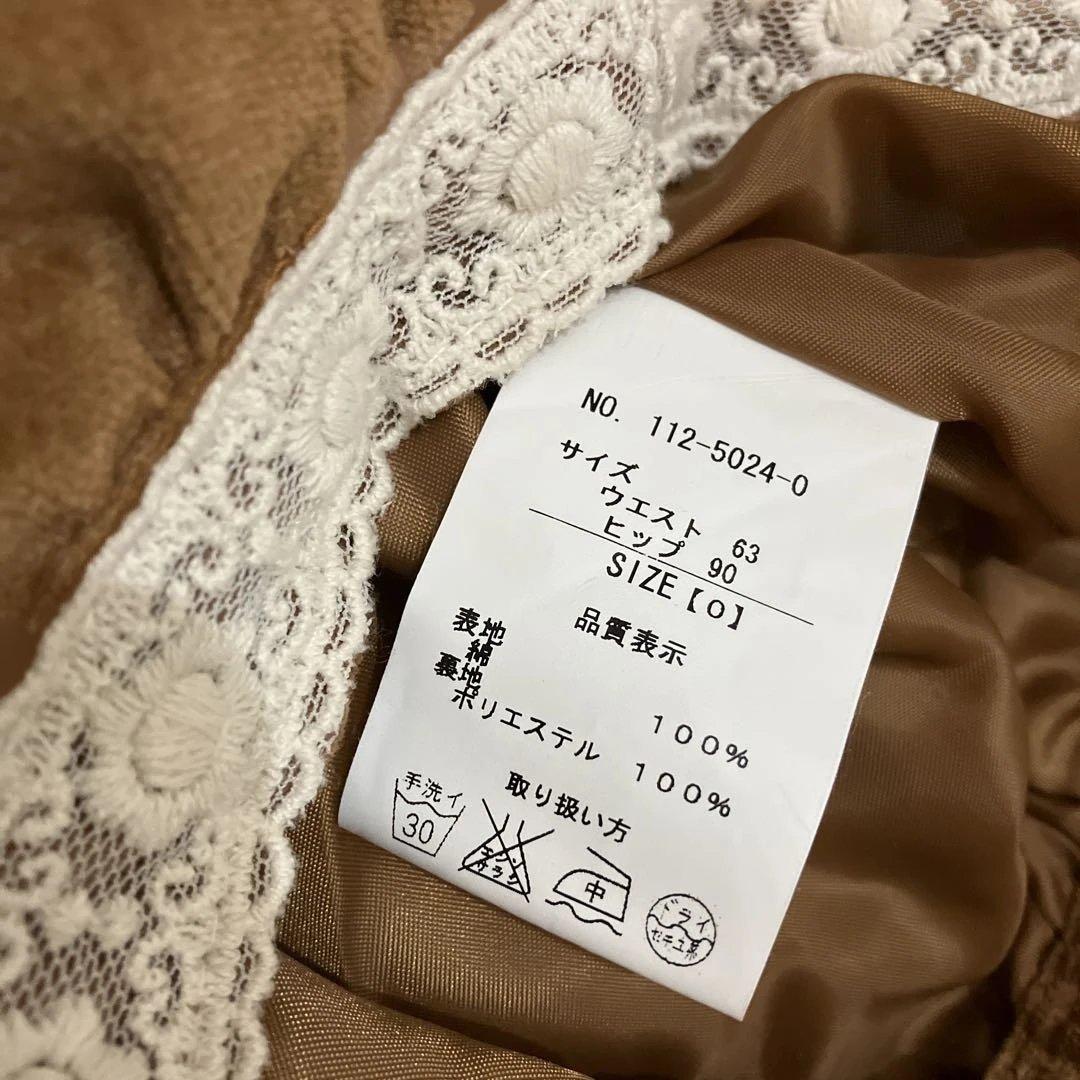 NO. 112-5024-0
サイズ
ウエスト 63
ヒップ 90
SIZE【0】
品質表示
表地
綿 100%
裏地
ポリエステル 100%
取り扱い方
手洗イ
30
エンソ
サラシ
中
ドライ
セキユ系